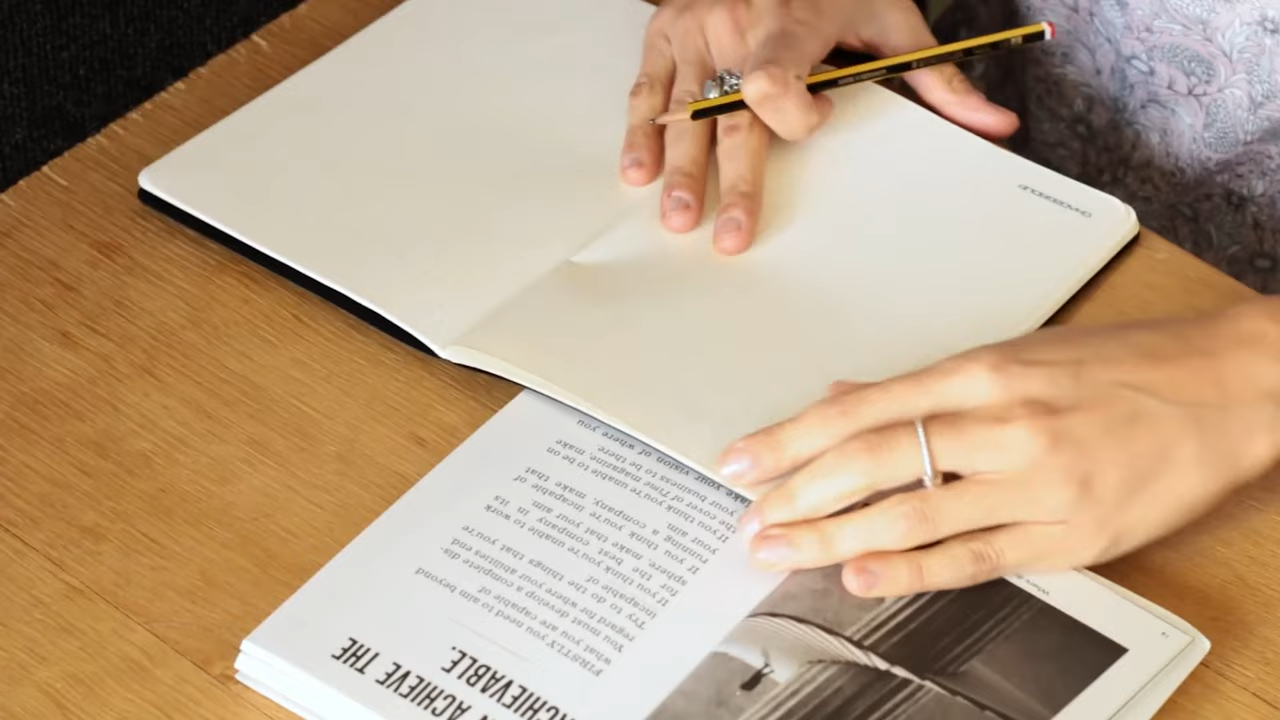 ACHIEVE THE
CHIEVABLE.
FIRSTLY you need to aim beyond
what you are capable of
You must develop a complete dis-
regard for where your abilities end
Try to do the things that you're
incapable of
If you think you're unable to work
for the best company in its
sphere, make that your aim.
If you think you're incapable of
running a company, make that
your aim.
If you think you're unable to be on
the cover of Time magazine, make
your business to be there.
your vision of where you